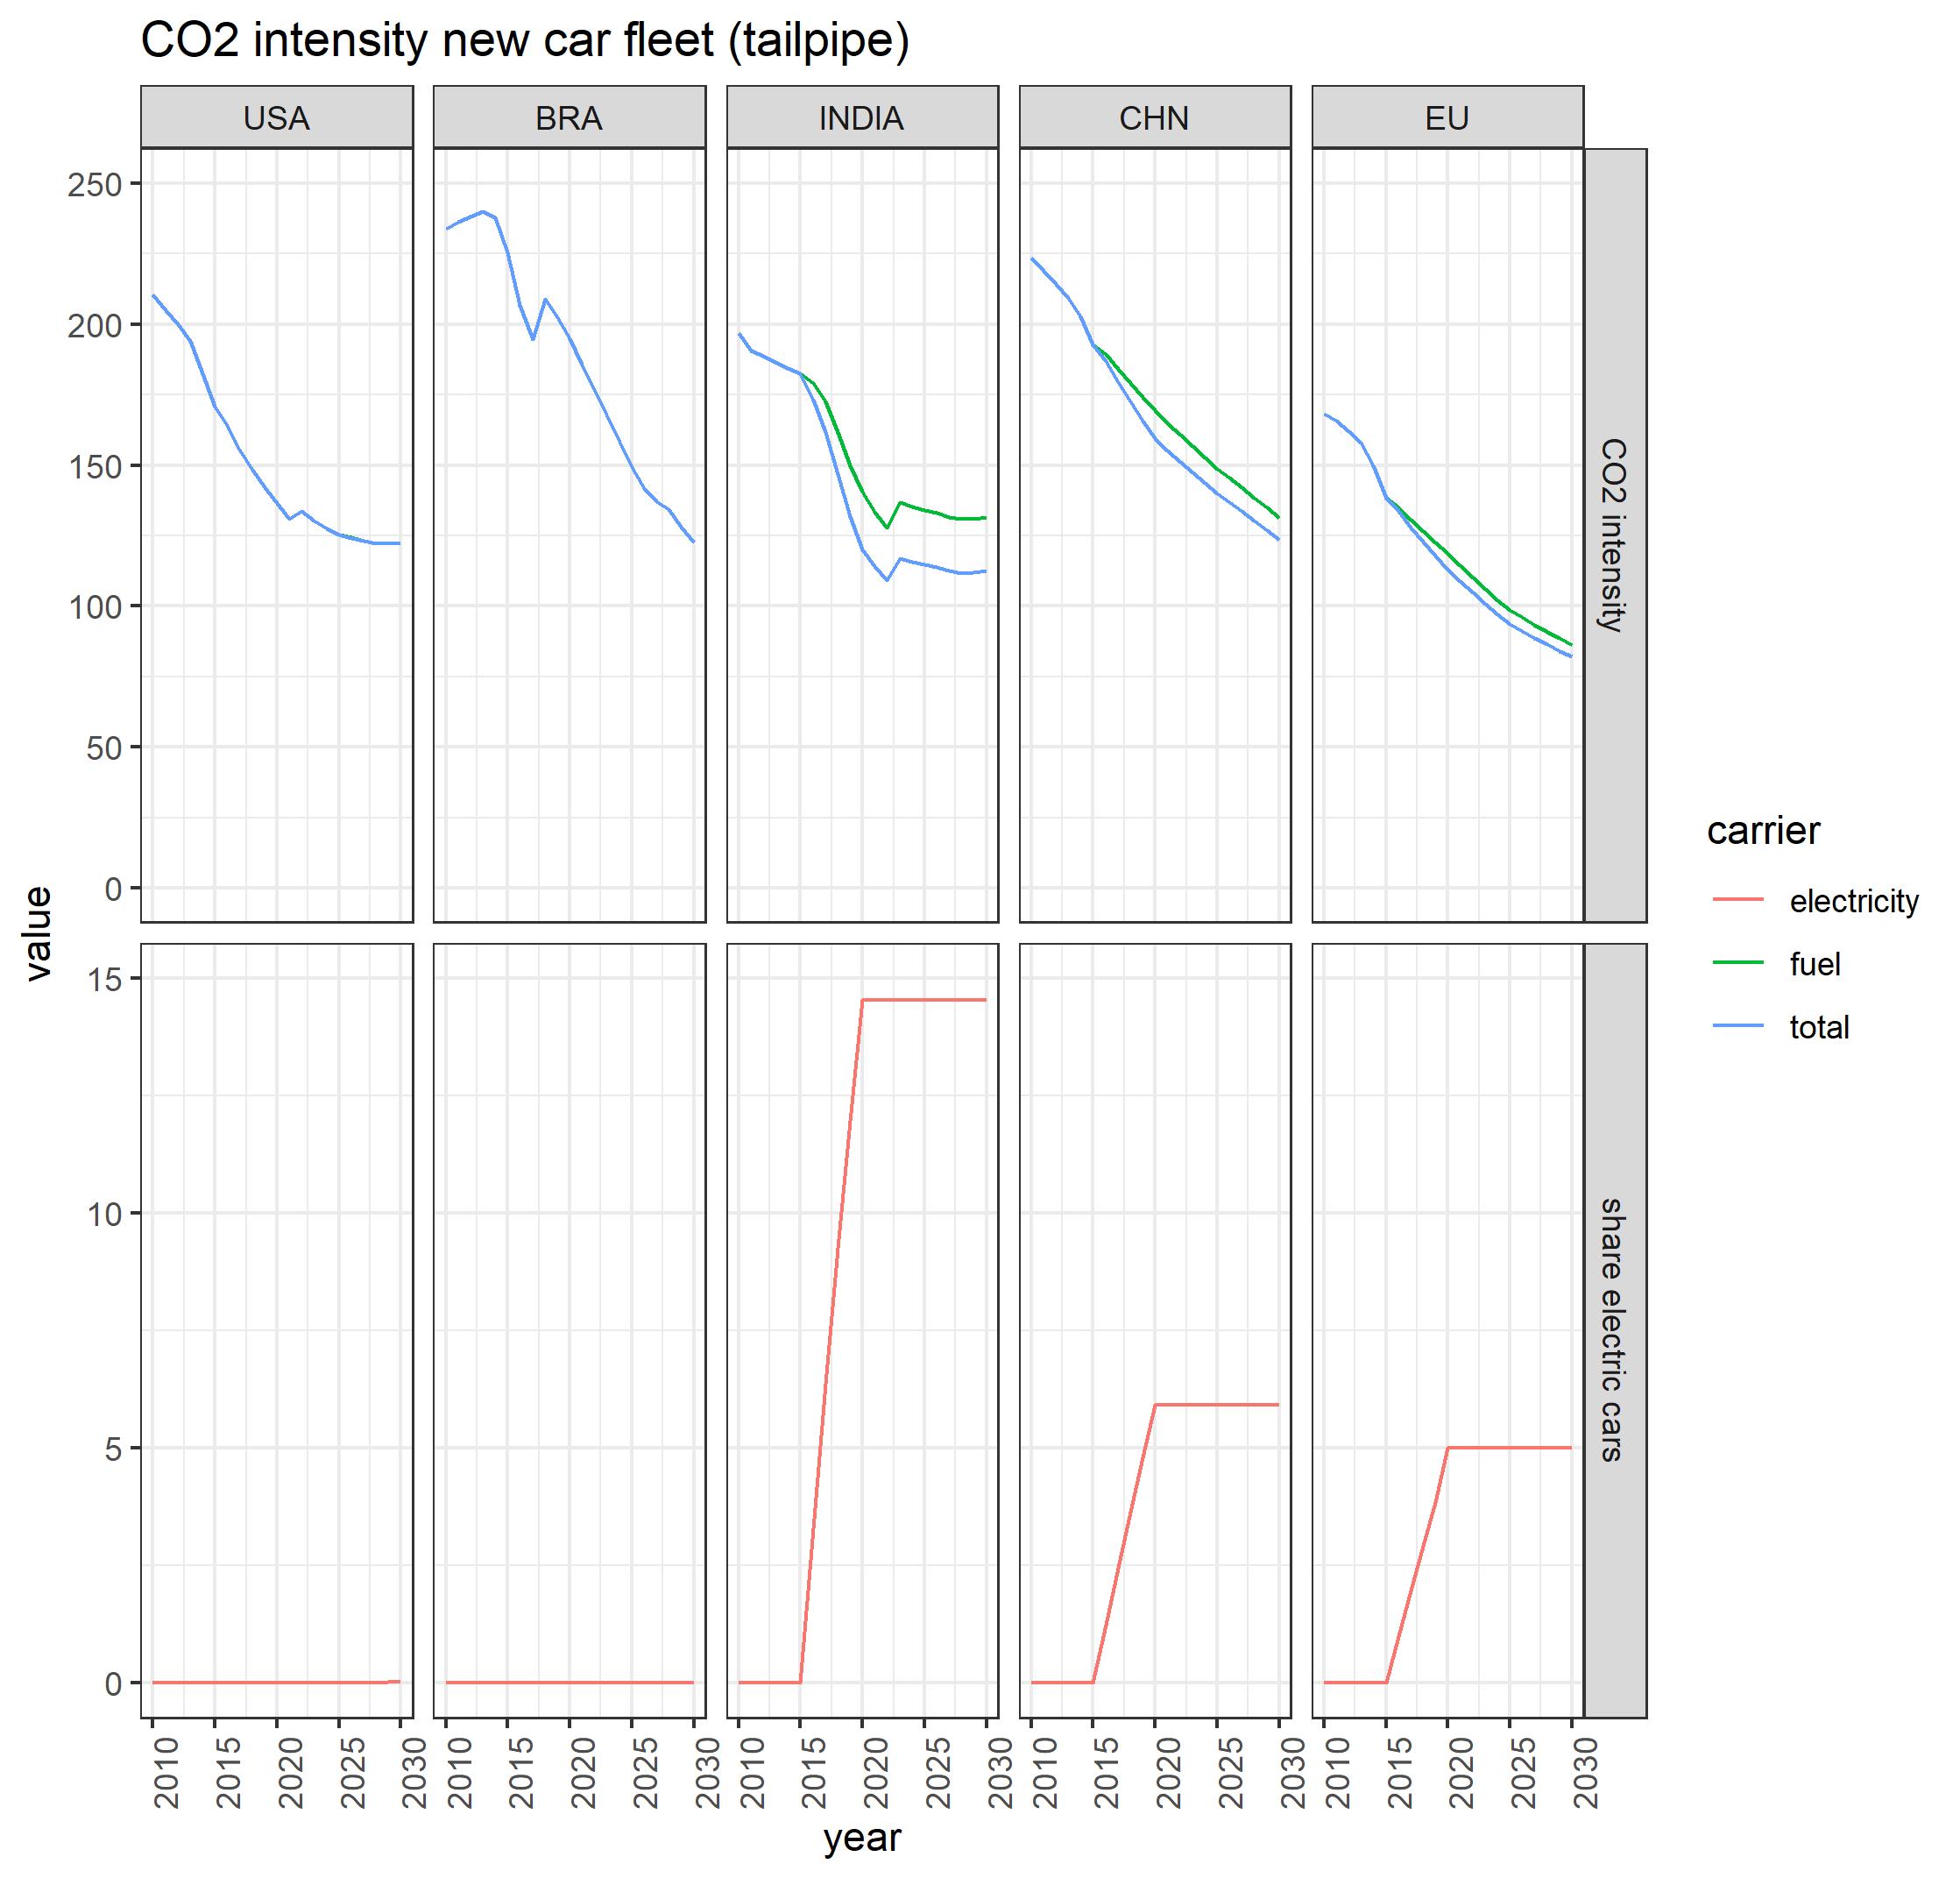 CO2 intensity new car fleet (tailpipe)
USA BRA INDIA CHN EU
250
200
150
100
50
0
CO2 intensity
value
15
10
5
0
share electric cars
2010 2015 2020 2025 2030 2010 2015 2020 2025 2030 2010 2015 2020 2025 2030 2010 2015 2020 2025 2030 2010 2015 2020 2025 2030
year
carrier
electricity
fuel
total